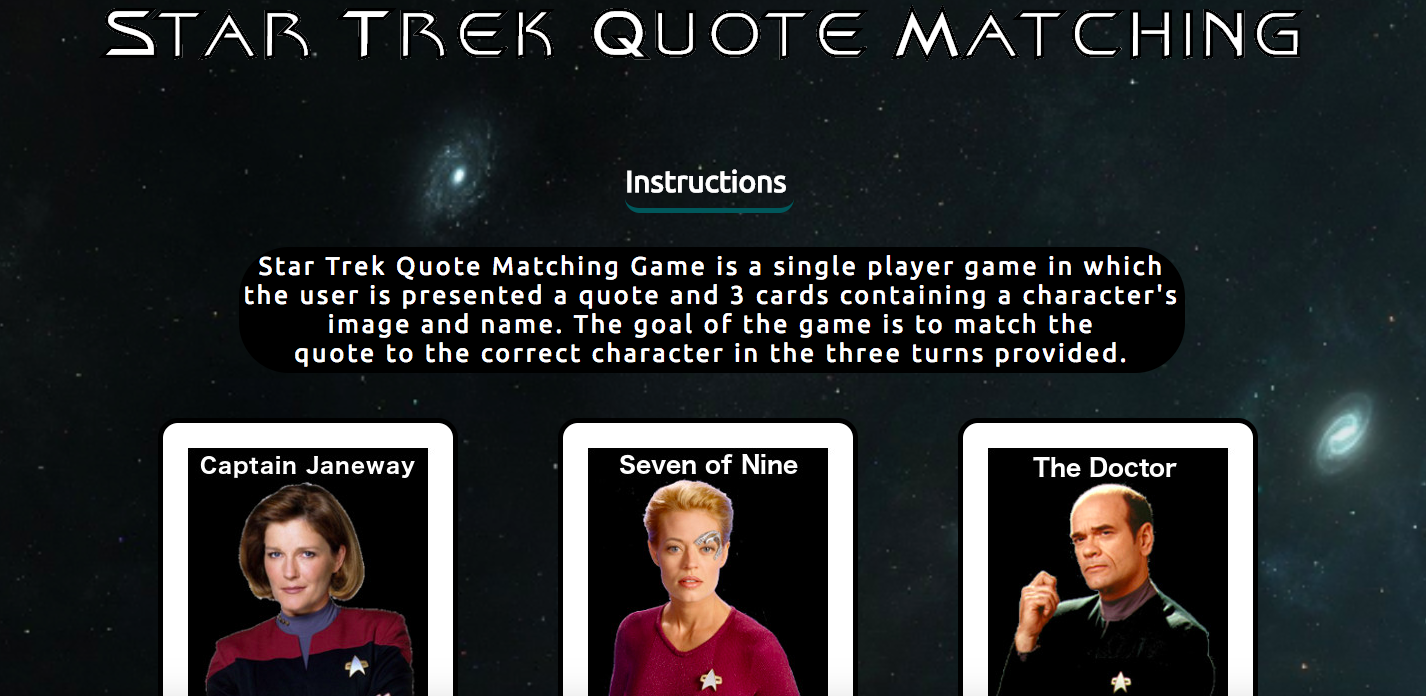 Star Trek Quote Matching
Instructions
Star Trek Quote Matching Game is a single player game in which
the user is presented a quote and 3 cards containing a character's
image and name. The goal of the game is to match the
quote to the correct character in the three turns provided.
Captain Janeway
Seven of Nine
The Doctor